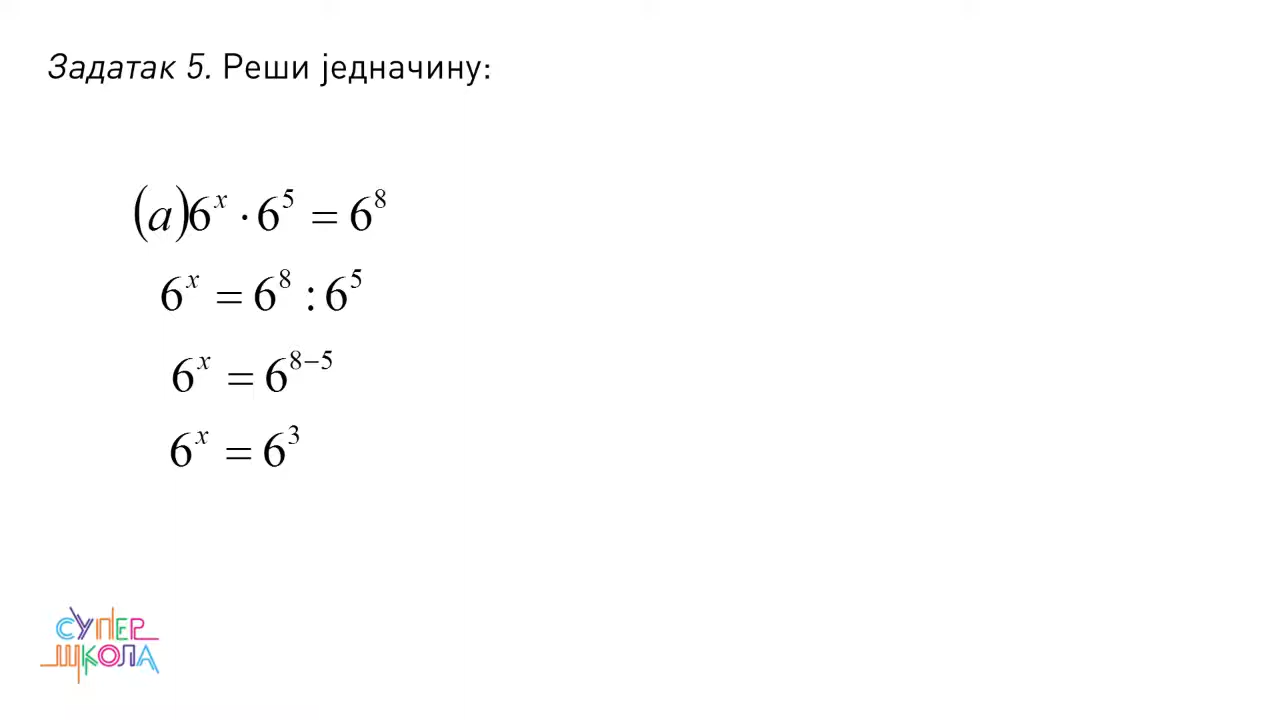 Задатак 5. Реши једначину:
(a)6^x · 6^5 = 6^8
6^x = 6^8 : 6^5
6^x = 6^{8−5}
6^x = 6^3
СУПЕР
ШКОЛА